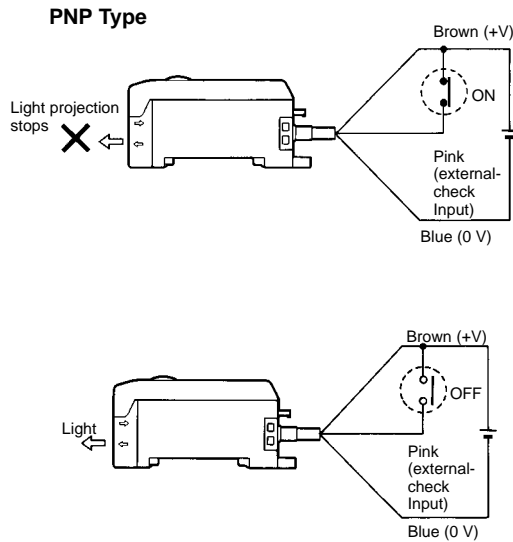 PNP Type
Brown (+V)
ON
Light projection
stops
Pink
(external-
check
Input)
Blue (0 V)
Brown (+V)
OFF
Light
Pink
(external-
check
Input)
Blue (0 V)